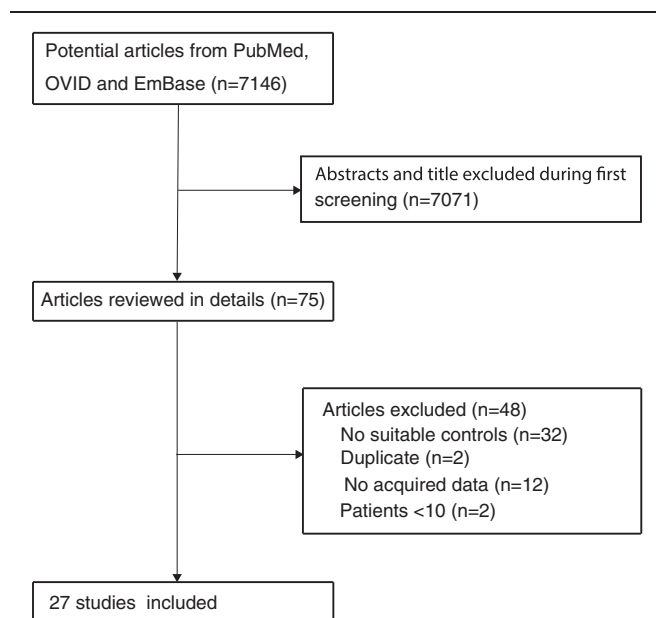 Potential articles from PubMed,
OVID and EmBase (n=7146)
Abstracts and title excluded during first
screening (n=7071)
Articles reviewed in details (n=75)
Articles excluded (n=48)
No suitable controls (n=32)
Duplicate (n=2)
No acquired data (n=12)
Patients <10 (n=2)
27 studies included